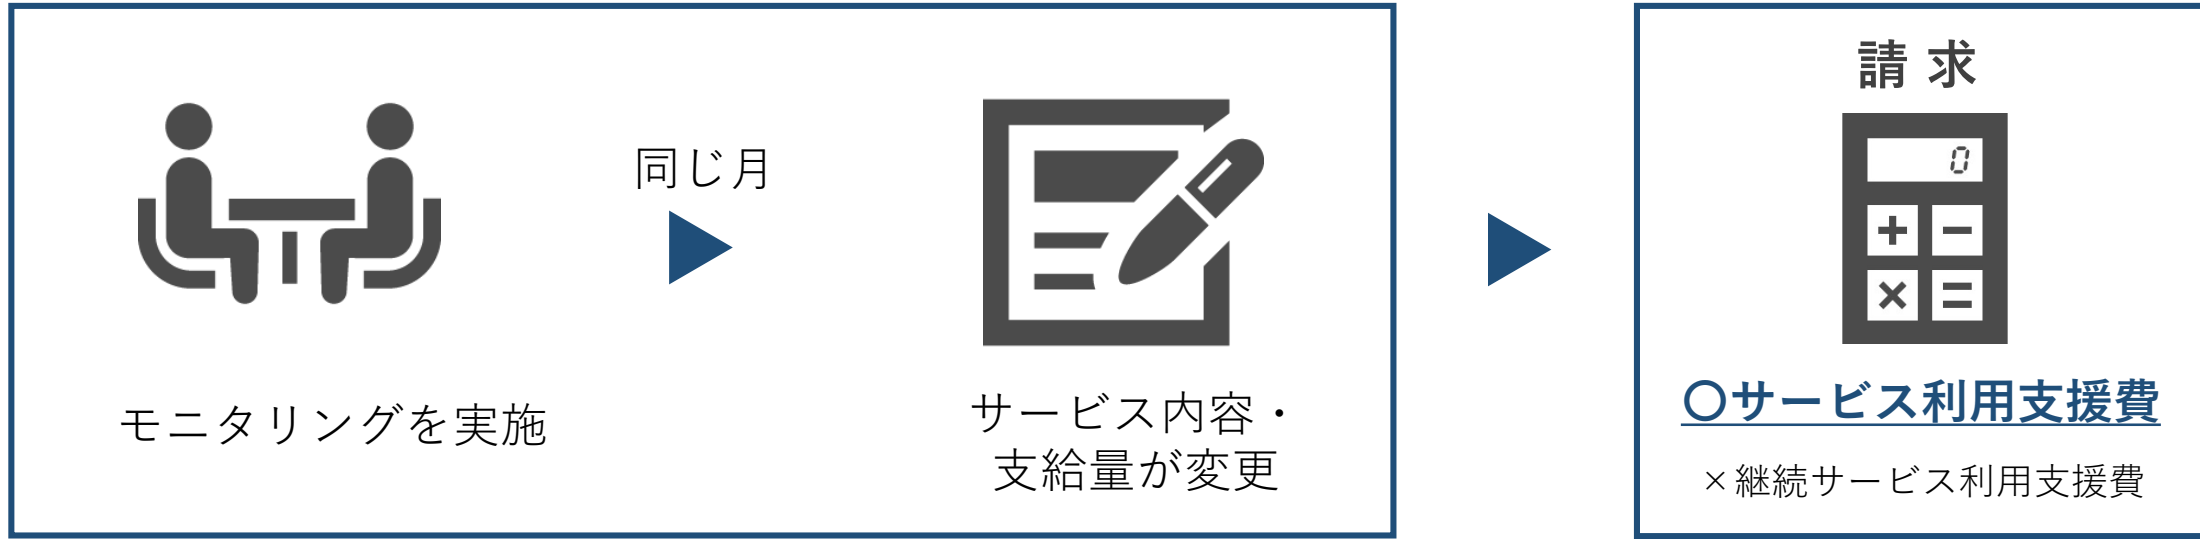 モニタリングを実施
同じ月
サービス内容・
支給量が変更
請求
0
+ −
× =
〇サービス利用支援費
×継続サービス利用支援費